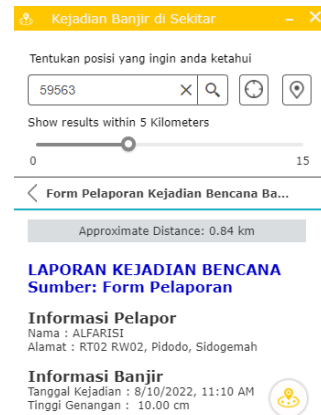 Kejadian Banjir di Sekitar
Tentukan posisi yang ingin anda ketahui
59563
Show results within 5 Kilometers
0 15
Form Pelaporan Kejadian Bencana Ba...
Approximate Distance: 0.84 km
LAPORAN KEJADIAN BENCANA
Sumber: Form Pelaporan
Informasi Pelapor
Nama : ALFARISI
Alamat : RT02 RW02, Pidodo, Sidogemah
Informasi Banjir
Tanggal Kejadian : 8/10/2022, 11:10 AM
Tinggi Genangan : 10.00 cm